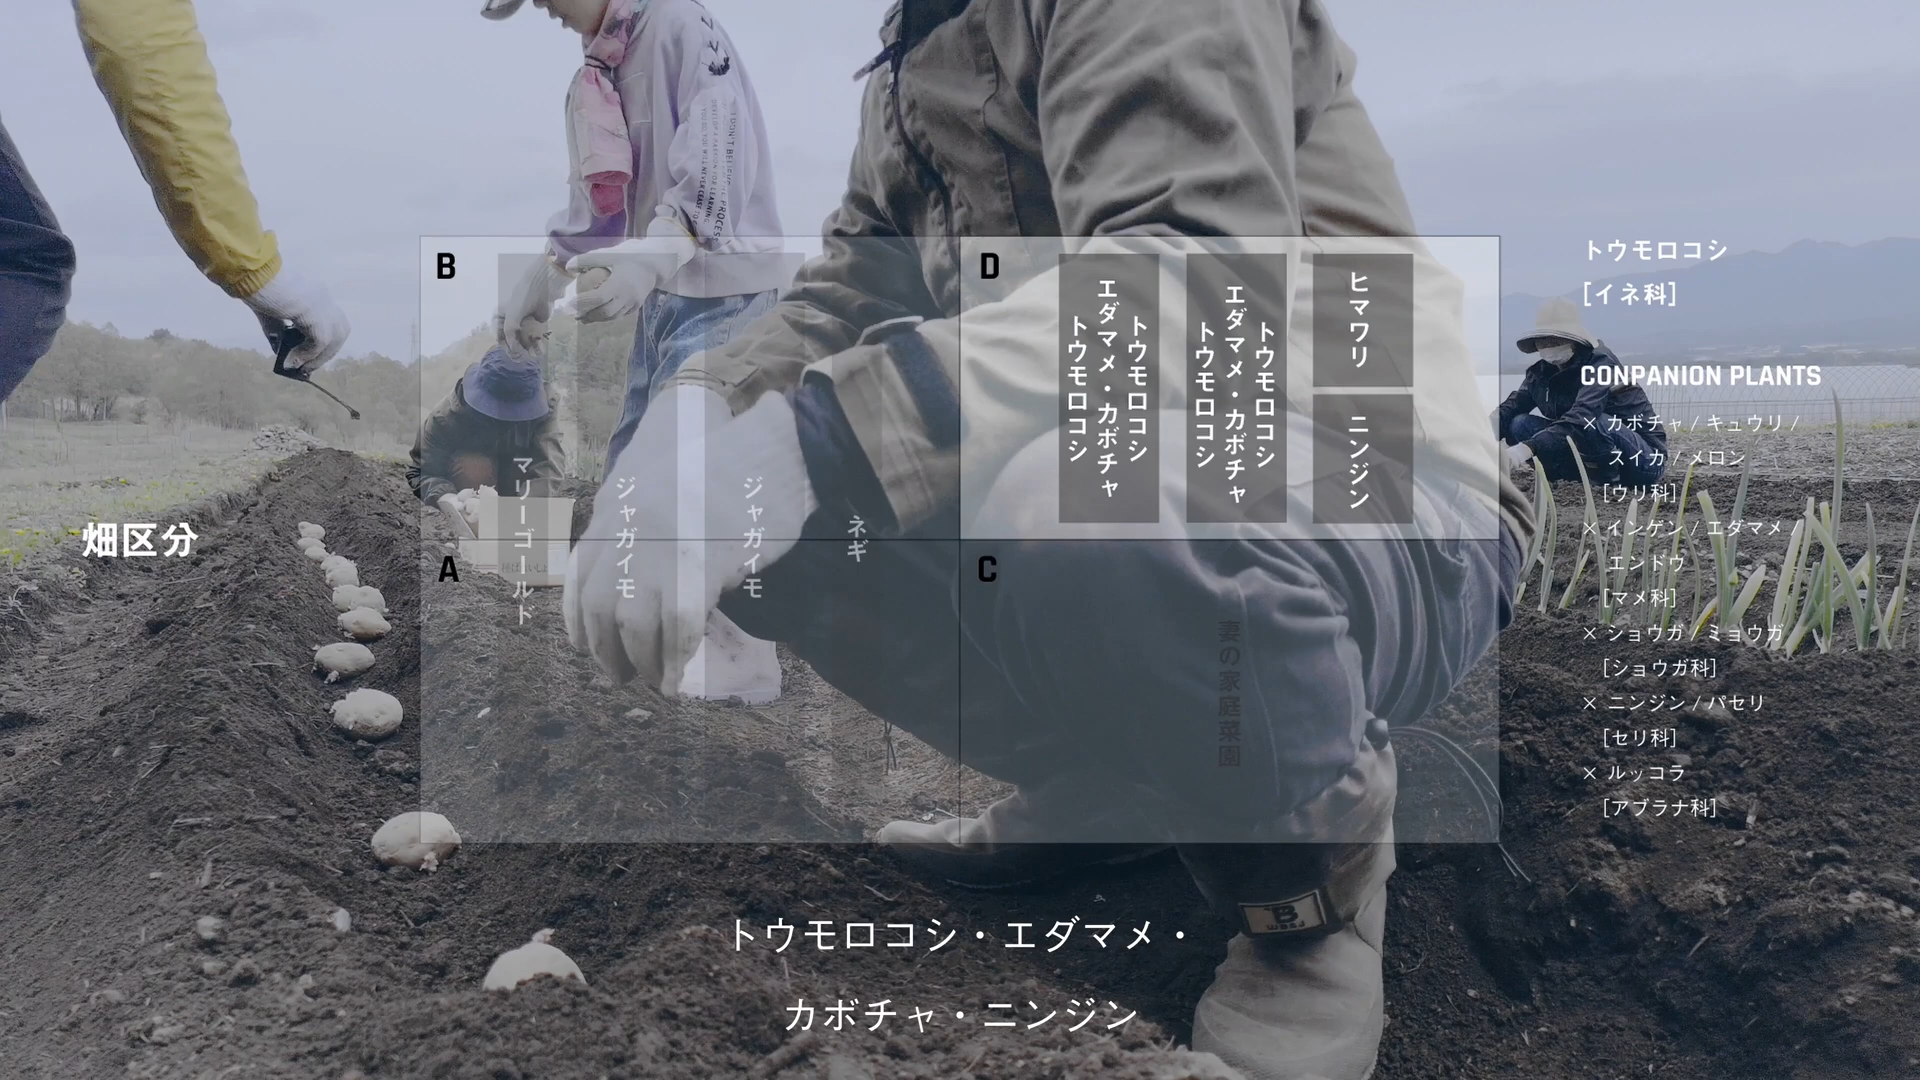 畑区分
B
マリーゴールド
ジャガイモ
ジャガイモ
ネギ
A
D
トウモロコシ
エダマメ・カボチャ
トウモロコシ
トウモロコシ
エダマメ・カボチャ
トウモロコシ
ヒマワリ
ニンジン
C
妻の家庭菜園
トウモロコシ
[イネ科]
CONPANION PLANTS
× カボチャ / キュウリ /
スイカ / メロン
[ウリ科]
× インゲン / エダマメ /
エンドウ
[マメ科]
× ショウガ / ミョウガ
[ショウガ科]
× ニンジン / パセリ
[セリ科]
× ルッコラ
[アブラナ科]
トウモロコシ・エダマメ・
カボチャ・ニンジン